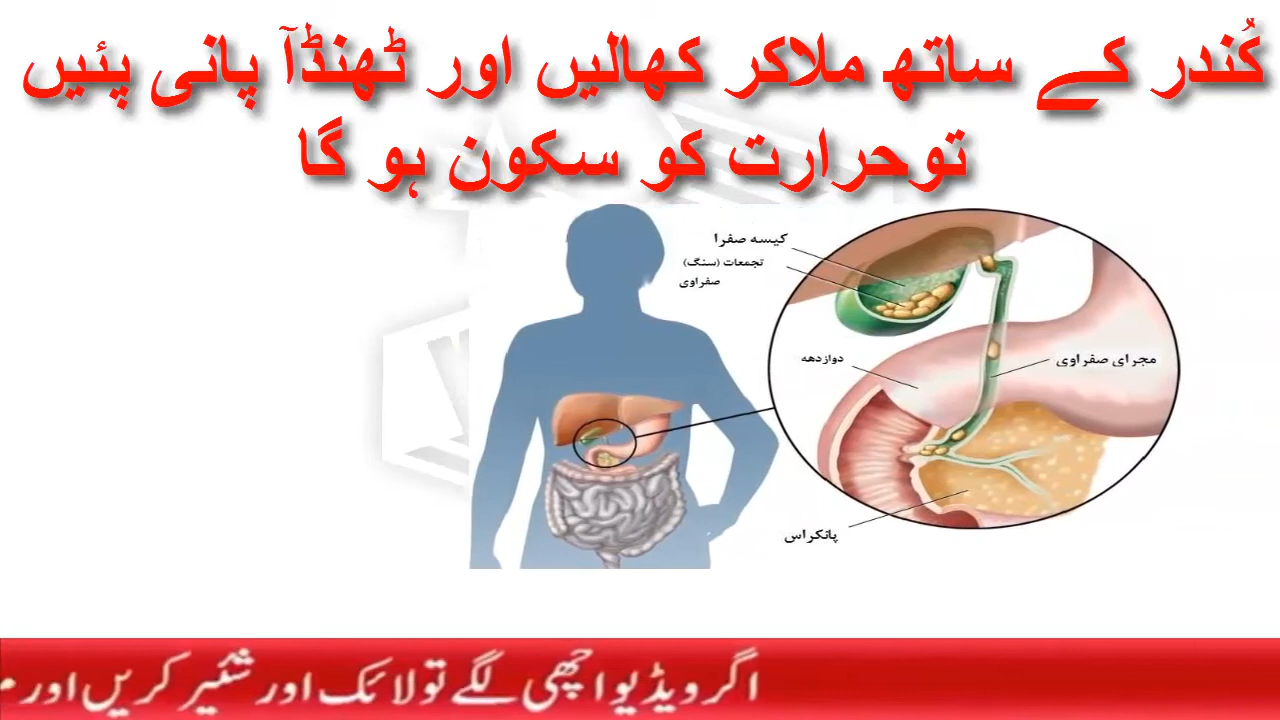 کُندر کے ساتھ ملاکر کھالیں اور ٹھنڈآ پانی پئیں
توحرارت کو سکون ہو گا
کیسه صفرا
تجمعات (سنگ)
صفراوی
دوازدهه
مجرای صفراوی
پانکراس
اگر ویڈیو اچھی لگے تو لائک اور شئیر کریں اور